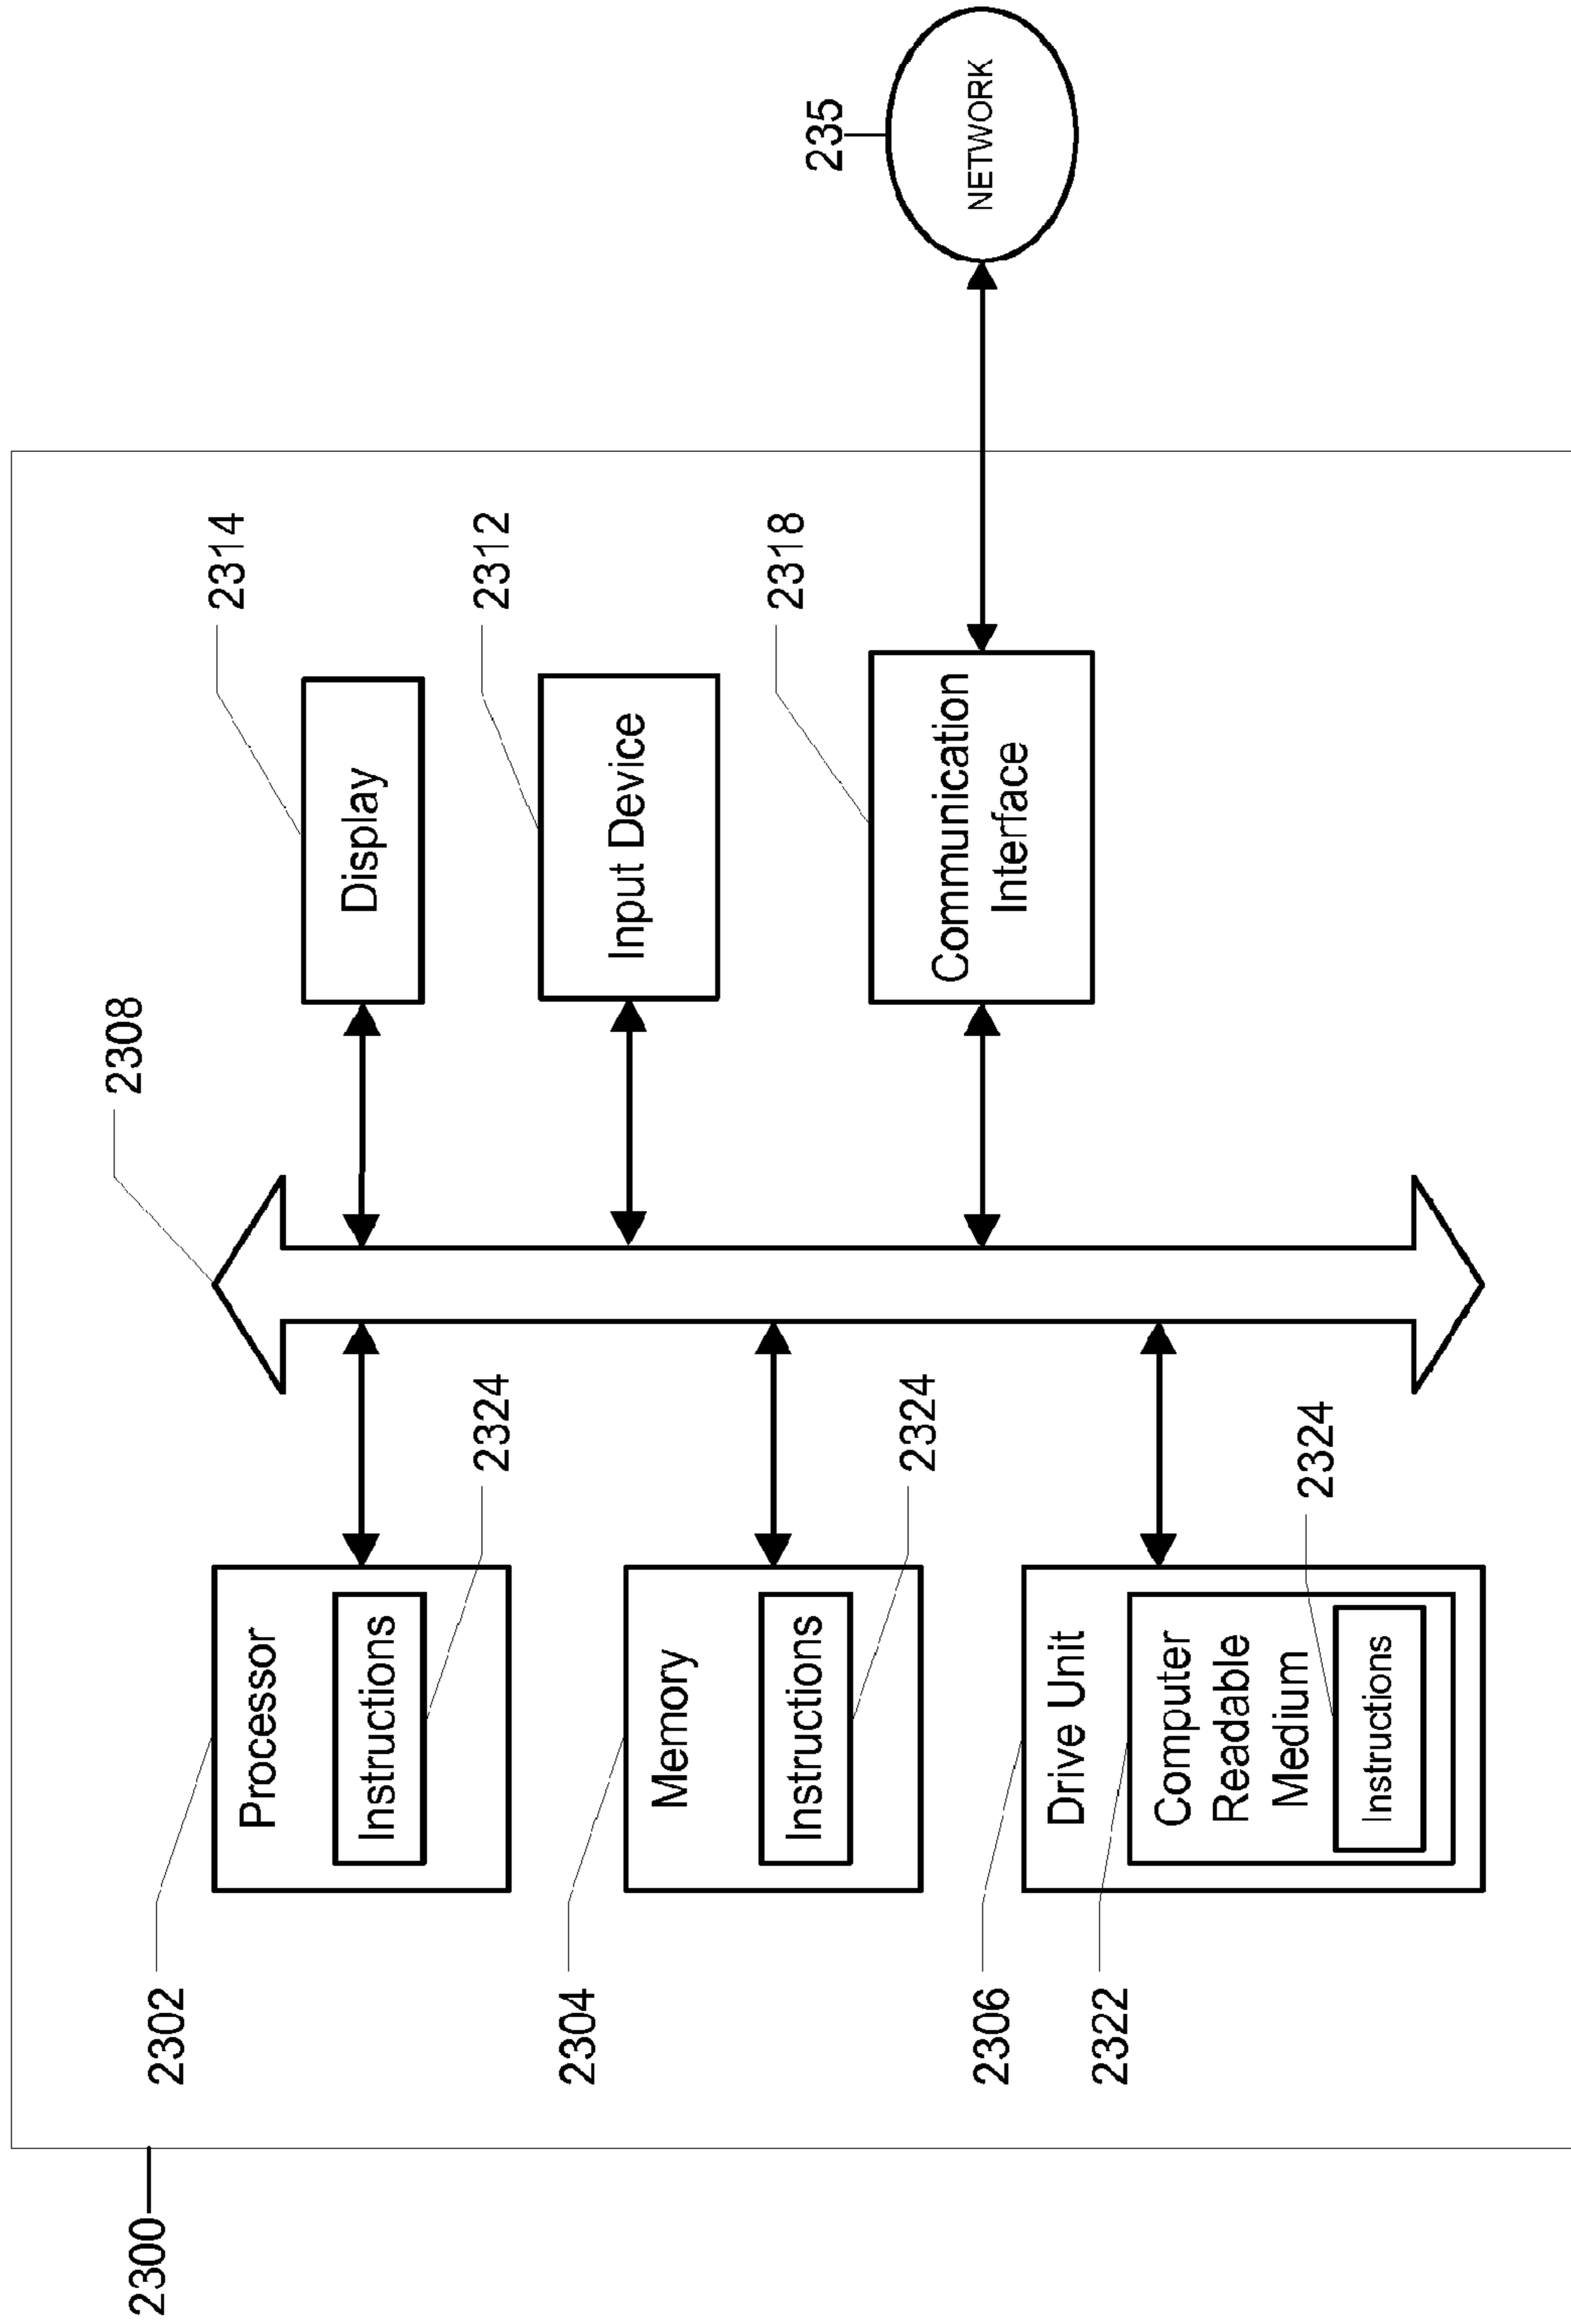 2300
2302
Processor
Instructions
2324
2304
Memory
Instructions
2324
2306
2322
Drive Unit
Computer
Readable
Medium
Instructions
2324
2308
Display
2314
Input Device
2312
Communication
Interface
2318
235
NETWORK